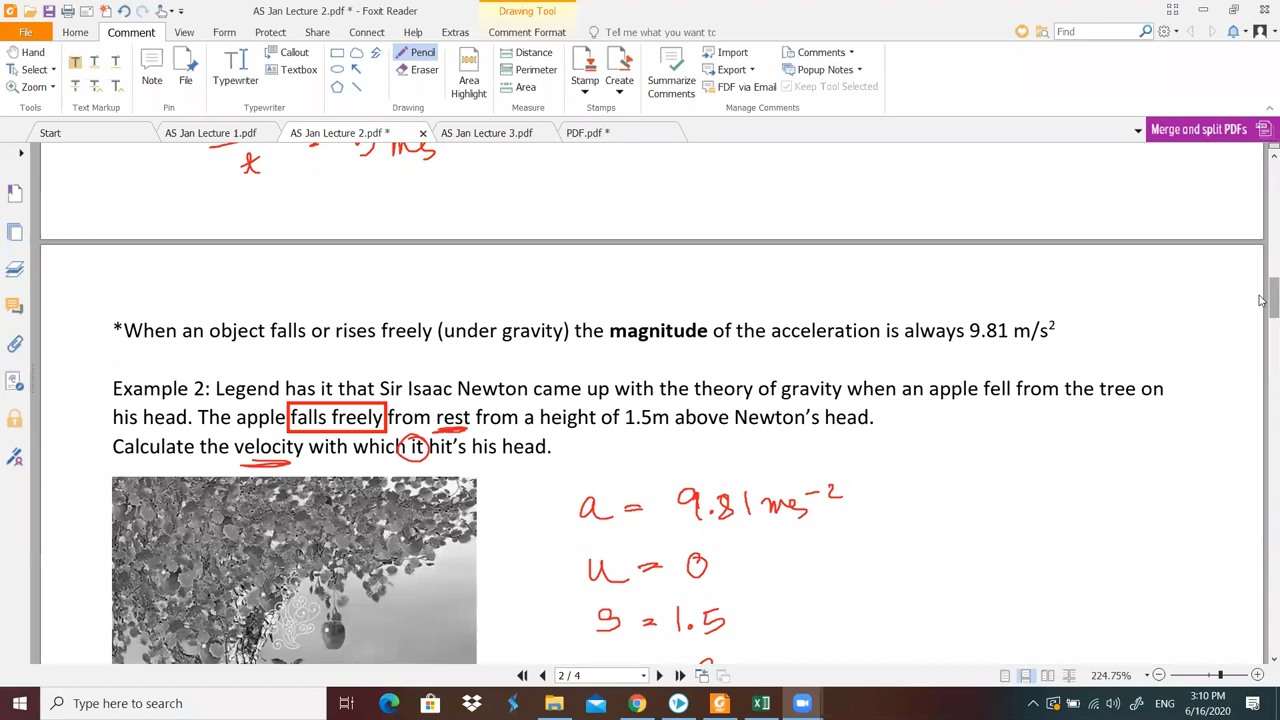 AS Jan Lecture 2.pdf * - Foxit Reader
Drawing Tool
File
Home
Comment
View
Form
Protect
Share
Connect
Help
Extras
Comment Format
Tell me what you want tc
Find
Hand
Select
Zoom
Tools
Text Markup
Note
File
Pin
Typewriter
Callout
Textbox
Typewriter
Pencil
Eraser
Drawing
Area
Highlight
Distance
Perimeter
Area
Measure
Stamp
Create
Stamps
Summarize
Comments
Import
Export
FDF via Email
Comments
Popup Notes
Keep Tool Selected
Manage Comments
Start
AS Jan Lecture 1.pdf
AS Jan Lecture 2.pdf *
AS Jan Lecture 3.pdf
PDF.pdf *
Merge and split PDFs
t
*When an object falls or rises freely (under gravity) the magnitude of the acceleration is always 9.81 m/s²
Example 2: Legend has it that Sir Isaac Newton came up with the theory of gravity when an apple fell from the tree on
his head. The apple falls freely from rest from a height of 1.5m above Newton's head.
Calculate the velocity with which it hit's his head.
a = 9.81 ms⁻²
u = 0
s = 1.5
2 / 4
224.75%
Type here to search
3:10 PM
6/16/2020